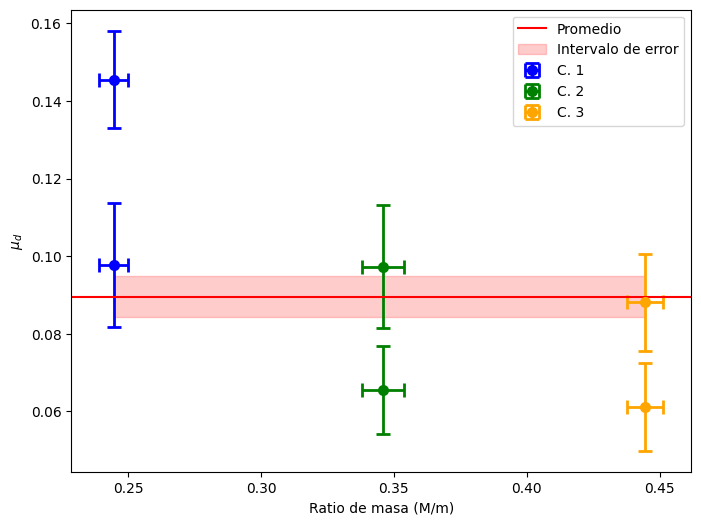 0.16
0.14
0.12
0.10
0.08
0.06
μd
0.25
0.30
0.35
0.40
0.45
Ratio de masa (M/m)
Promedio
Intervalo de error
C. 1
C. 2
C. 3